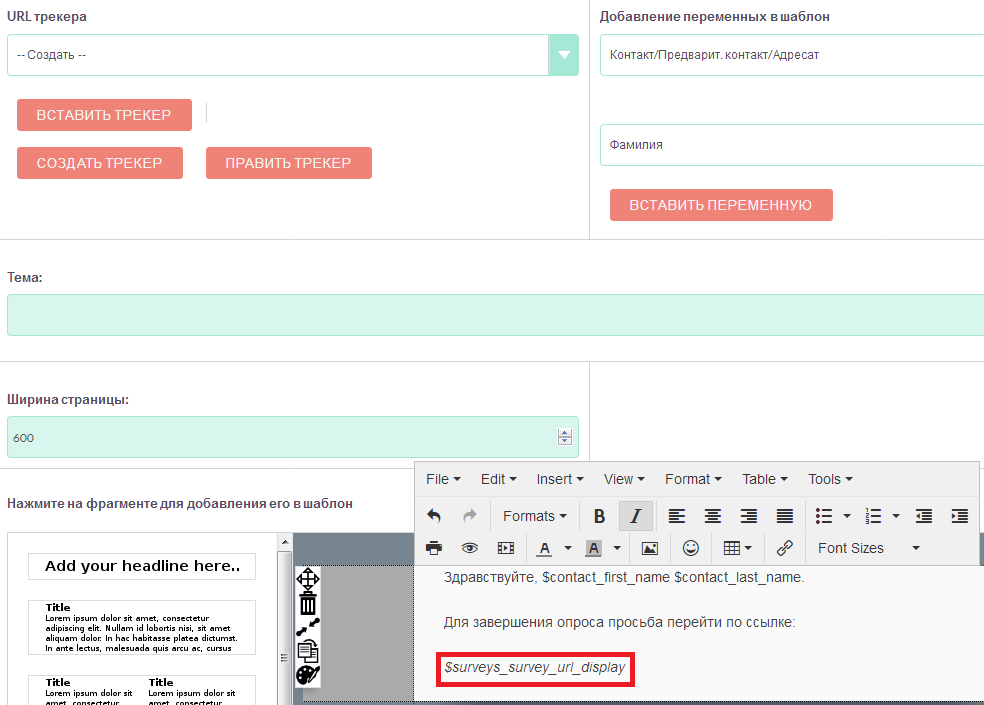 URL трекера
-- Создать --
ВСТАВИТЬ ТРЕКЕР
СОЗДАТЬ ТРЕКЕР
ПРАВИТЬ ТРЕКЕР
Добавление переменных в шаблон
Контакт/Предварит. контакт/Адресат
Фамилия
ВСТАВИТЬ ПЕРЕМЕННУЮ
Тема:
Ширина страницы:
600
Нажмите на фрагменте для добавления его в шаблон
Add your headline here..
Title
Lorem ipsum dolor sit amet, consectetur
adipiscing elit. Nullam id lobortis nisi, sit amet
aliquam dolor. In hac habitasse platea dictumst.
In ante lectus, malesuada quis arcu ac, cursus
Title
Lorem ipsum dolor sit
amet, consectetur
Title
Lorem ipsum dolor sit
amet, consectetur
File Edit Insert View Format Table Tools
Formats B I
A A Font Sizes
Здравствуйте, $contact_first_name $contact_last_name.
Для завершения опроса просьба перейти по ссылке:
$surveys_survey_url_display